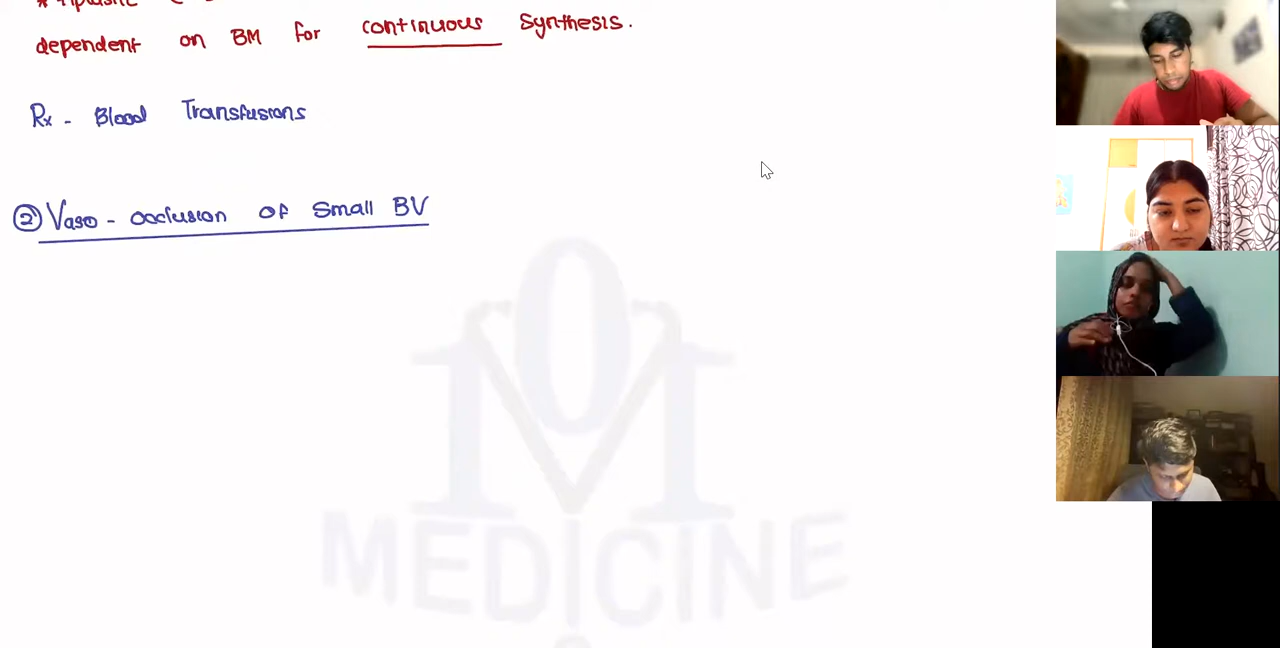 dependent on BM for continuous synthesis.
Rx - Blood Transfusions
② Vaso - occlusion of Small BV
MEDICINE